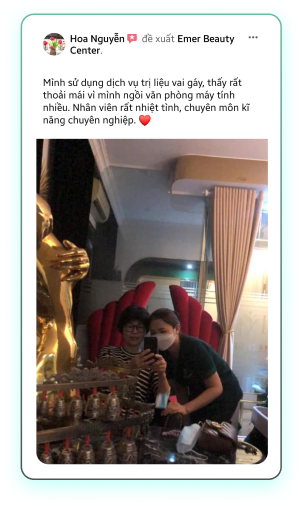 Hoa Nguyễn đề xuất Emer Beauty
Center.
Mình sử dụng dịch vụ trị liệu vai gáy, thấy rất
thoải mái vì mình ngồi văn phòng máy tính
nhiều. Nhân viên rất nhiệt tình, chuyên môn kĩ
năng chuyên nghiệp. ❤️